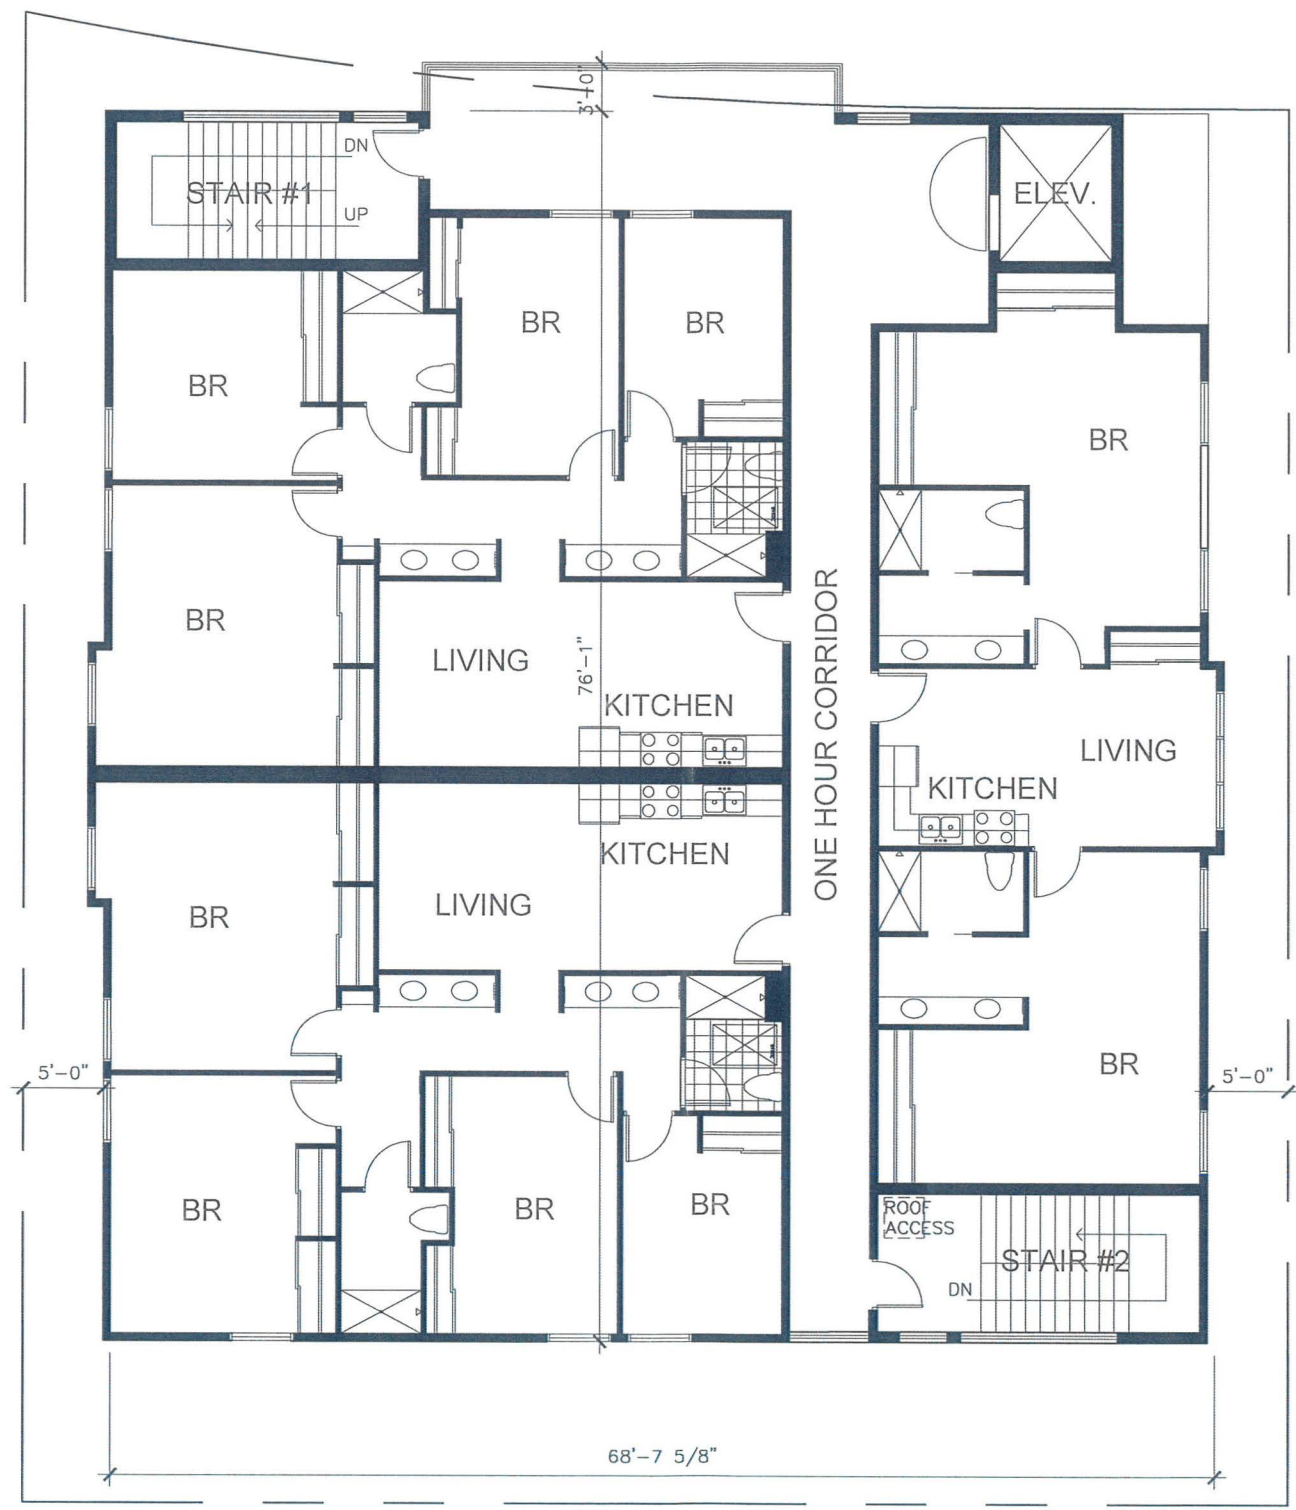 3'-0"
DN
STAIR #1
UP
ELEV.
BR
BR
BR
BR
BR
LIVING
76'-1"
KITCHEN
ONE HOUR CORRIDOR
LIVING
KITCHEN
KITCHEN
LIVING
BR
5'-0"
BR
5'-0"
BR
BR
BR
ROOF
ACCESS
STAIR #2
DN
68'-7 5/8"